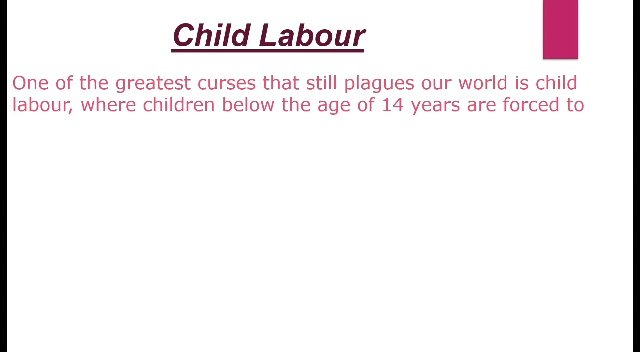 Child Labour
One of the greatest curses that still plagues our world is child
labour, where children below the age of 14 years are forced to